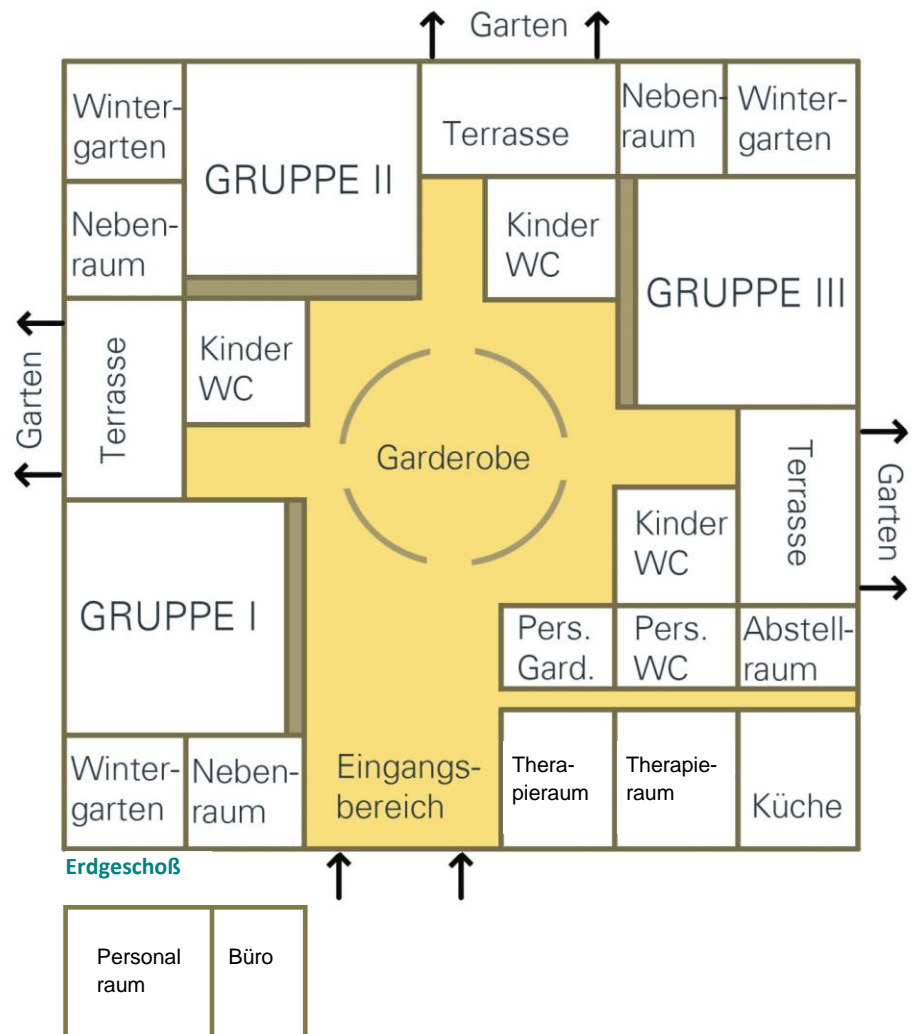 Garten
Winter-
garten
GRUPPE II
Terrasse
Neben-
raum
Winter-
garten
Neben-
raum
Kinder
WC
GRUPPE III
Garten
Terrasse
Kinder
WC
Garderobe
Terrasse
Garten
Kinder
WC
GRUPPE I
Pers.
Gard.
Pers.
WC
Abstell-
raum
Winter-
garten
Neben-
raum
Eingangs-
bereich
Thera-
pieraum
Therapie-
raum
Küche
Erdgeschoß
Personal
raum
Büro